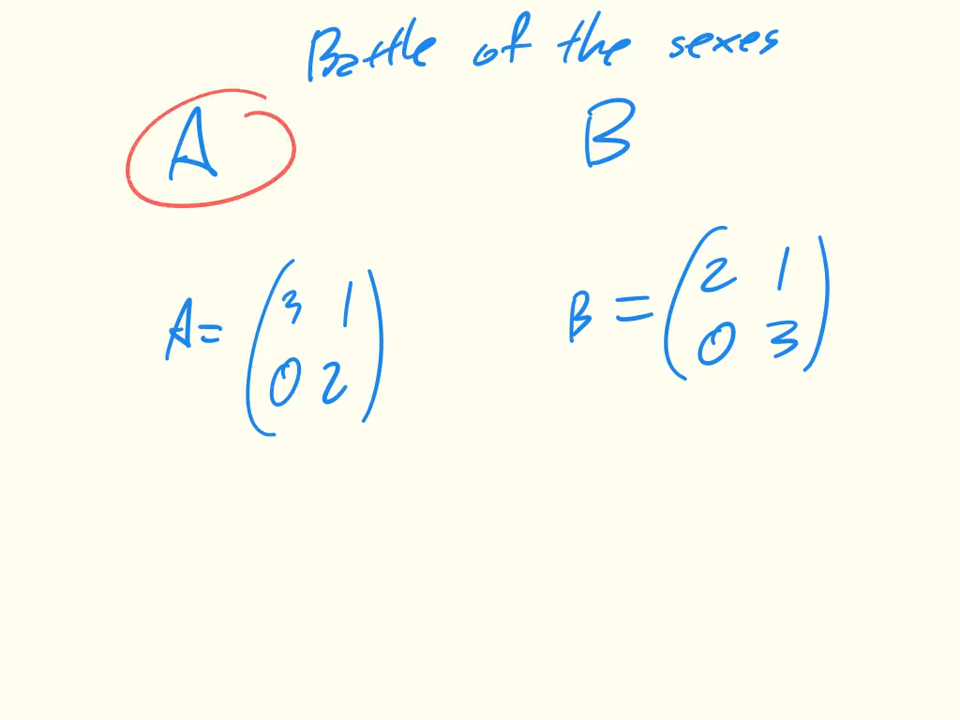 Battle of the sexes
A B
A = ( 3 1 B = ( 2 1
0 2 ) 0 3 )